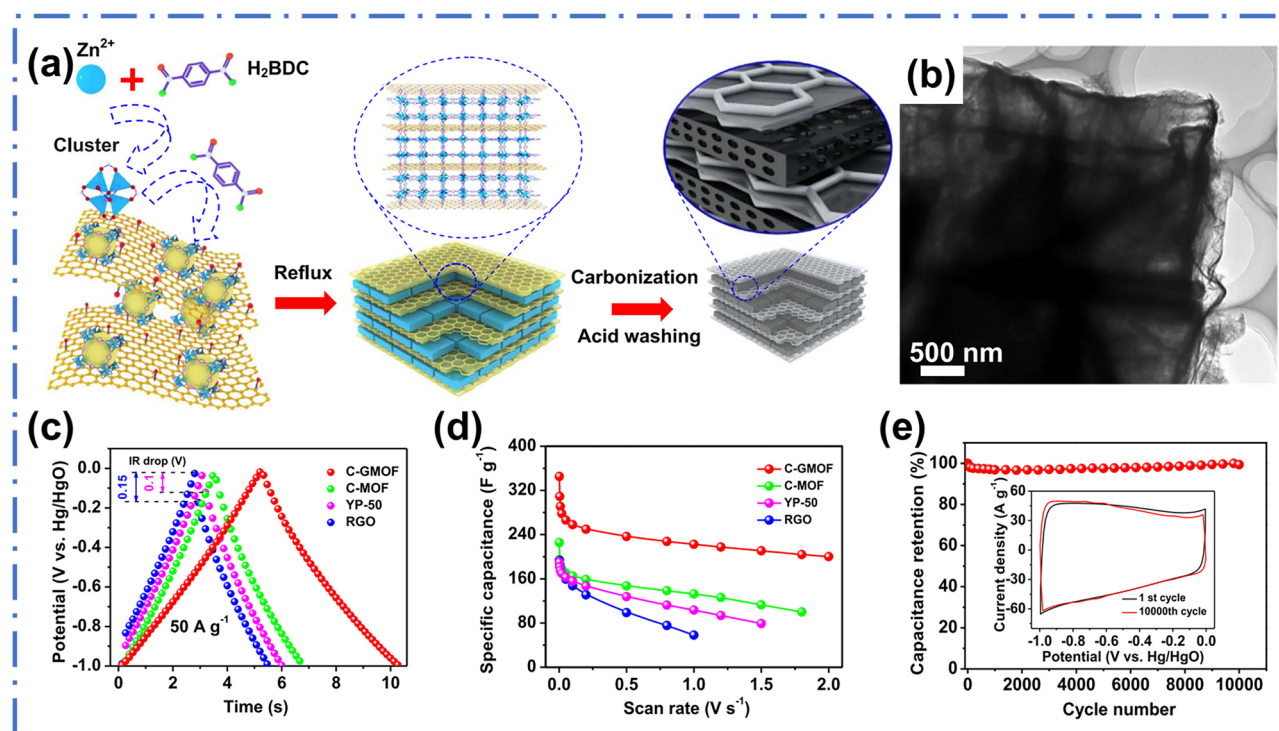 (a)
Zn²⁺
H₂BDC
Cluster
Reflux
Carbonization
Acid washing
(b)
500 nm
(c)
IR drop (V)
0.15
0.1
C-GMOF
C-MOF
YP-50
RGO
50 A g⁻¹
Potential (V vs. Hg/HgO)
0.0
-0.2
-0.4
-0.6
-0.8
-1.0
0 2 4 6 8 10
Time (s)
(d)
Specific capacitance (F g⁻¹)
400
320
240
160
80
0
C-GMOF
C-MOF
YP-50
RGO
0.0 0.5 1.0 1.5 2.0
Scan rate (V s⁻¹)
(e)
Capacitance retention (%)
120
100
80
60
40
20
0
Current density (A g⁻¹)
60
30
0
-30
-60
1 st cycle
10000th cycle
-1.0 -0.8 -0.6 -0.4 -0.2 0.0
Potential (V vs. Hg/HgO)
0 2000 4000 6000 8000 10000
Cycle number